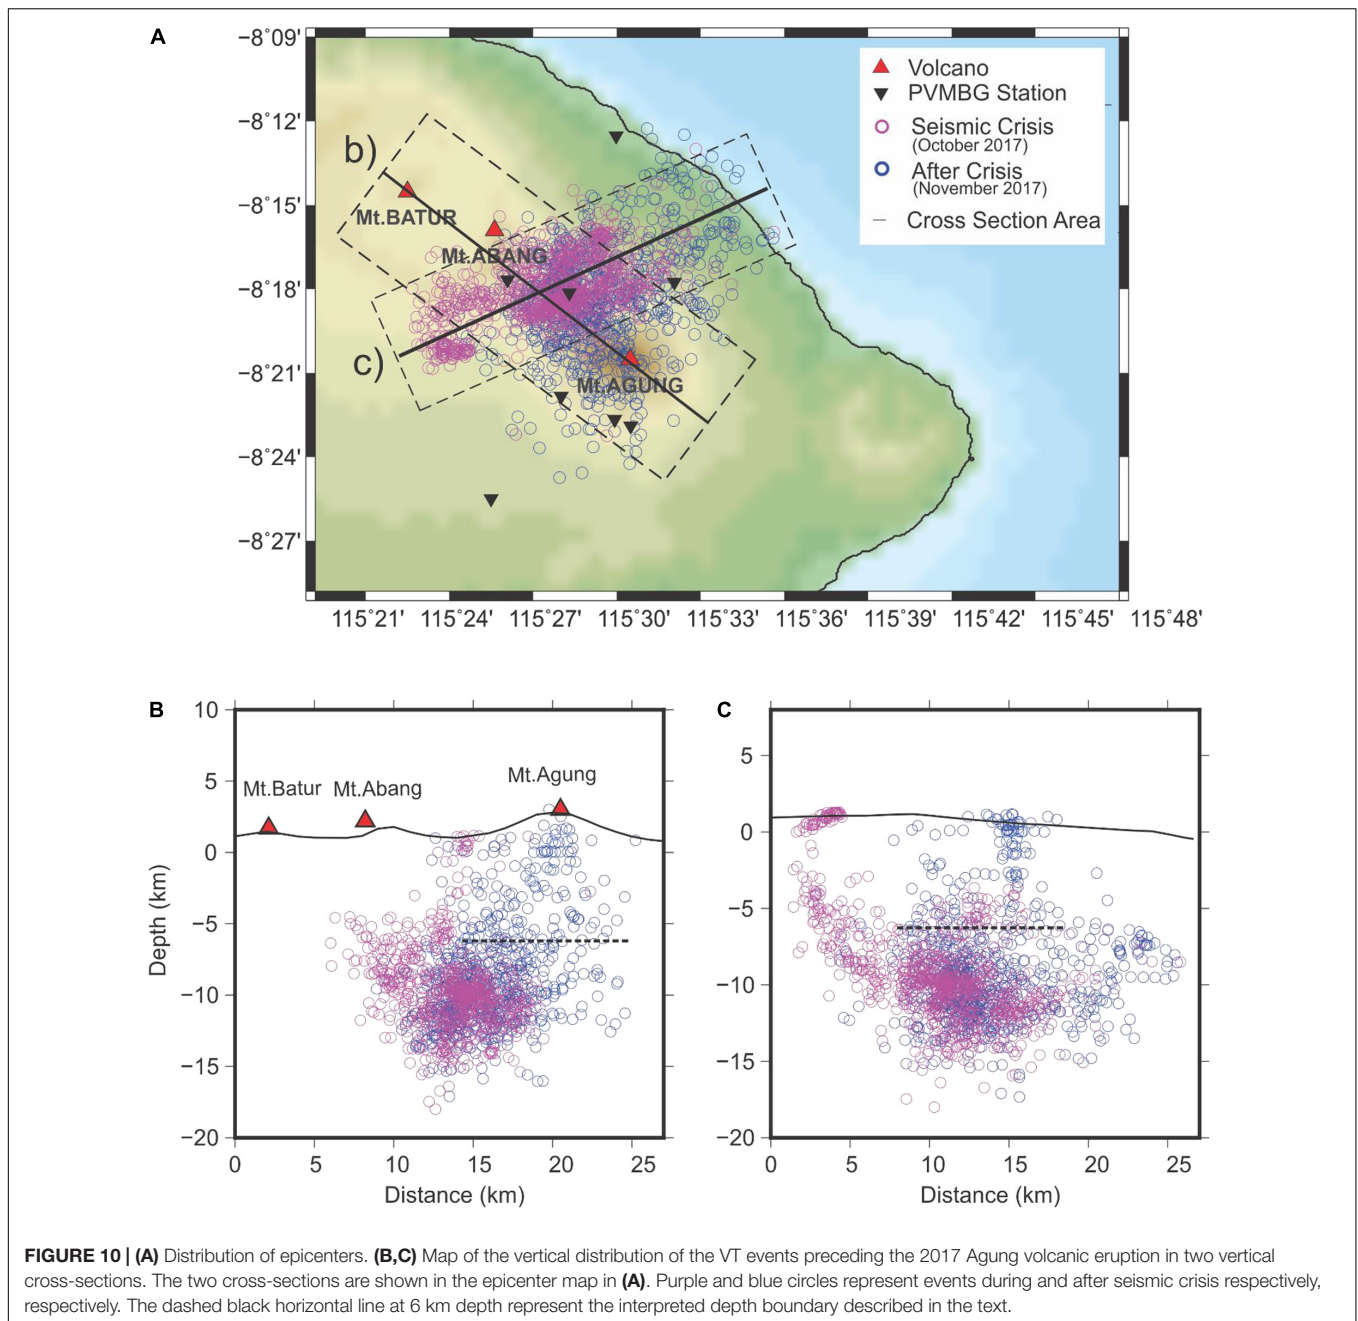 A
−8°09'
−8°12'
−8°15'
−8°18'
−8°21'
−8°24'
−8°27'
b)
c)
Mt.BATUR
Mt.ABANG
Mt.AGUNG
Volcano
PVMBG Station
Seismic Crisis
(October 2017)
After Crisis
(November 2017)
Cross Section Area
115°21' 115°24' 115°27' 115°30' 115°33' 115°36' 115°39' 115°42' 115°45' 115°48'
B
10
5
0
−5
−10
−15
−20
Depth (km)
Mt.Batur
Mt.Abang
Mt.Agung
0 5 10 15 20 25
Distance (km)
C
5
0
−5
−10
−15
−20
0 5 10 15 20 25
Distance (km)
FIGURE 10 | (A) Distribution of epicenters. (B,C) Map of the vertical distribution of the VT events preceding the 2017 Agung volcanic eruption in two vertical
cross-sections. The two cross-sections are shown in the epicenter map in (A). Purple and blue circles represent events during and after seismic crisis respectively,
respectively. The dashed black horizontal line at 6 km depth represent the interpreted depth boundary described in the text.